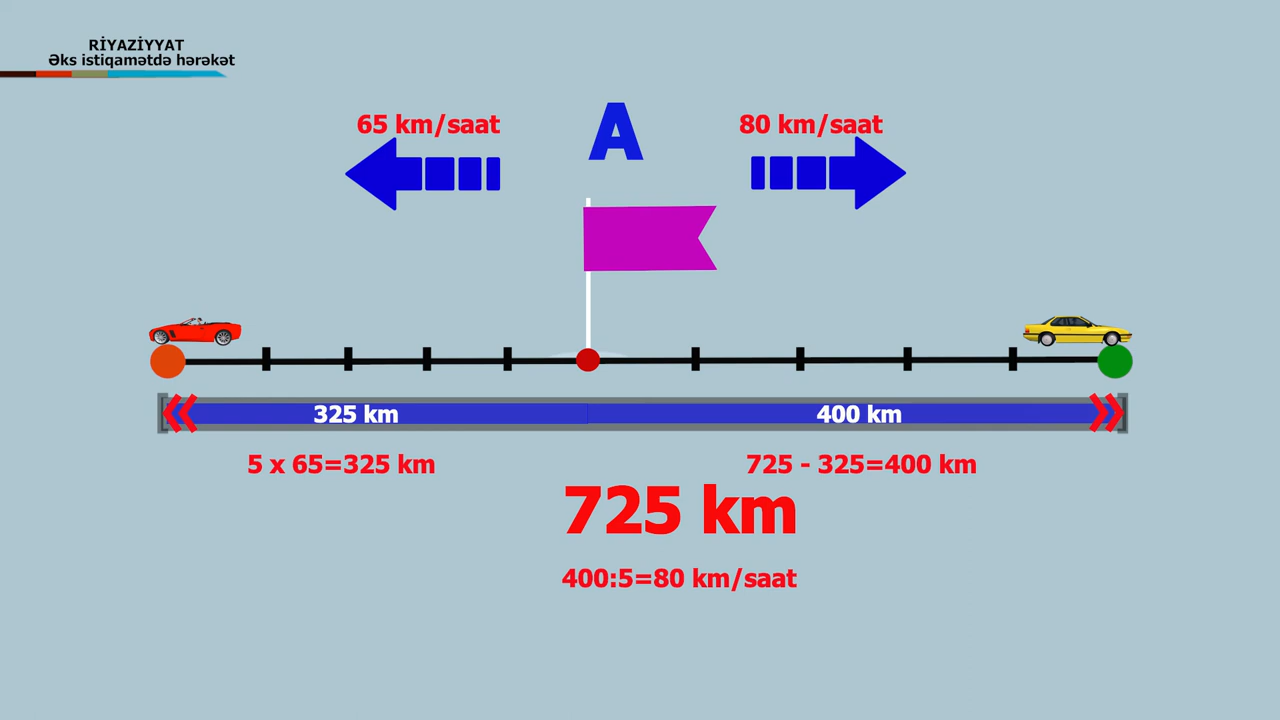 RİYAZİYYAT
Əks istiqamətdə hərəkət
65 km/saat
A
80 km/saat
325 km
400 km
5 x 65=325 km
725 - 325=400 km
725 km
400:5=80 km/saat